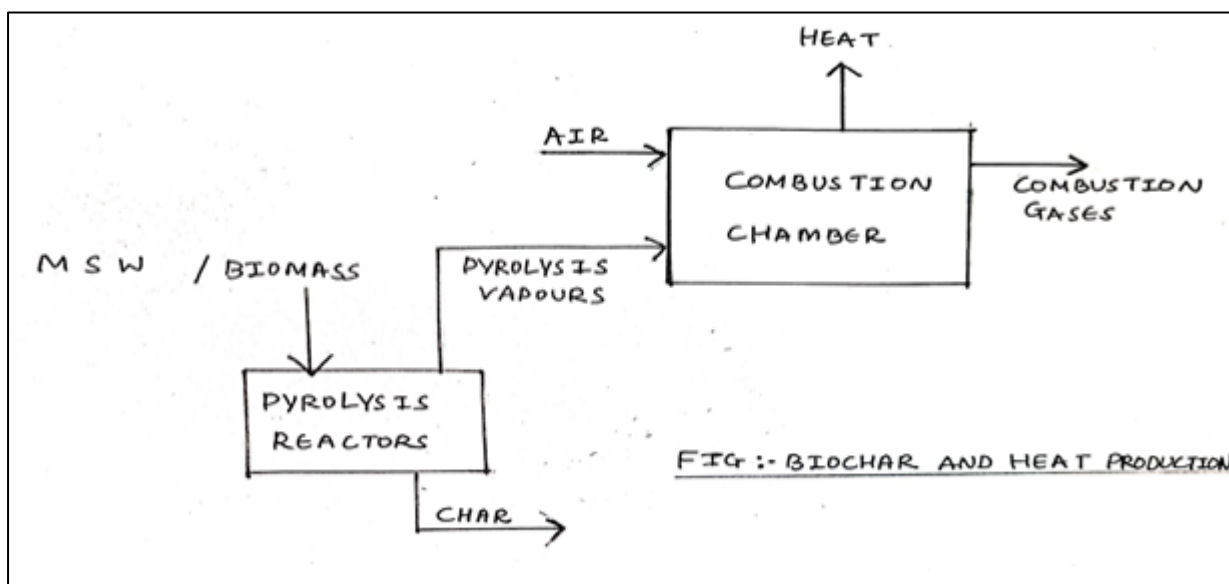 HEAT
AIR
COMBUSTION
CHAMBER
COMBUSTION
GASES
MSW / BIOMASS
PYROLYSIS
VAPOURS
PYROLYSIS
REACTORS
CHAR
FIG:- BIOCHAR AND HEAT PRODUCTION